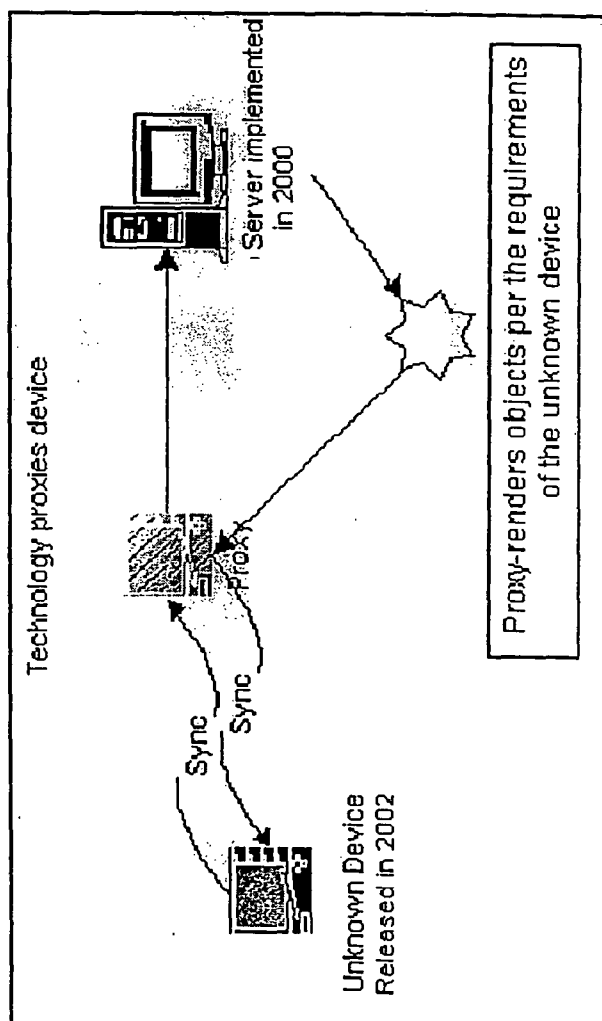 Technology proxies device
Server implemented
in 2000
Proxy
Sync
Sync
Unknown Device
Released in 2002
Proxy-renders objects per the requirements
of the unknown device